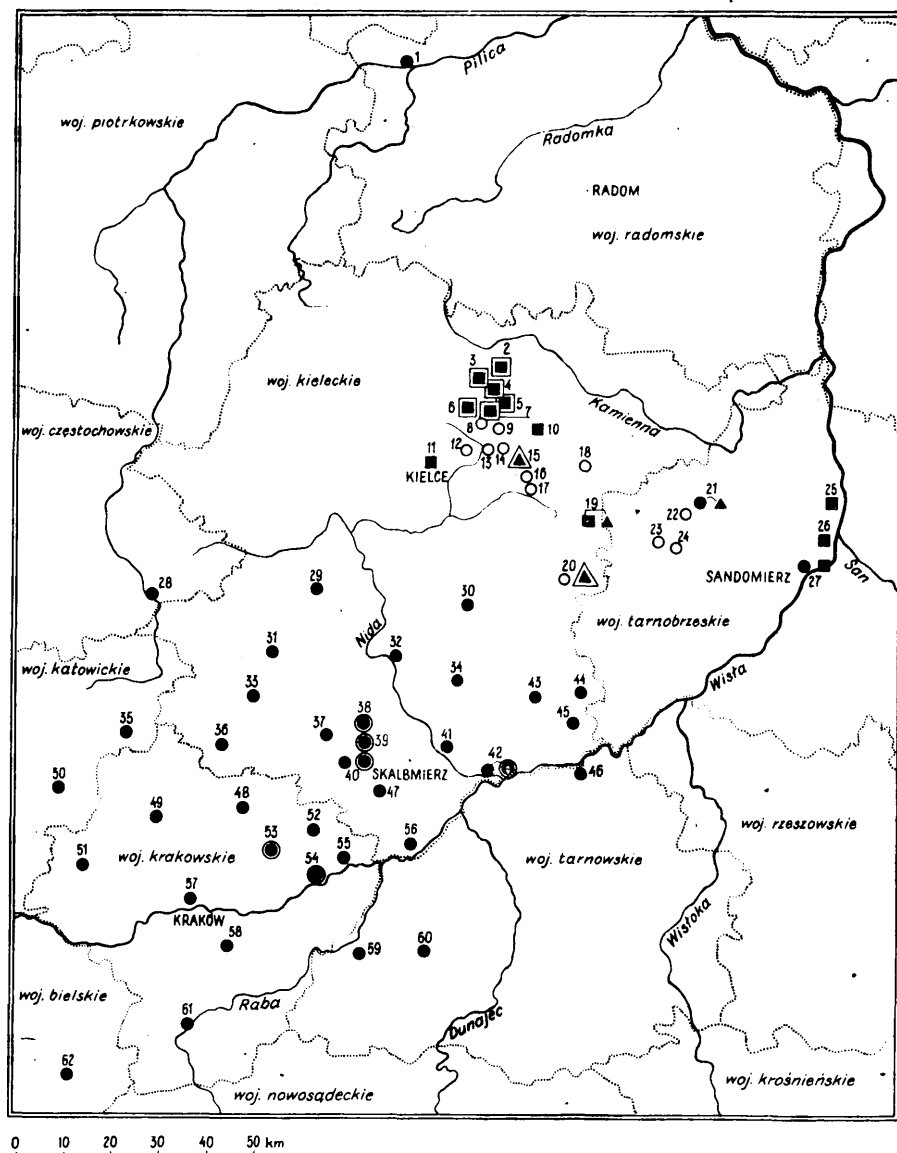 1
Pilica
woj. piotrkowskie
Radomka
RADOM
woj. radomskie
2
3
woj. kieleckie
4
5
6
7
Kamienna
woj. częstochowskie
8
9
10
11
12
13
14
15
18
KIELCE
16
17
19
21
25
22
26
23
24
20
SANDOMIERZ
27
San
28
29
30
woj. tarnobrzeskie
Nida
31
32
woj. katowickie
33
34
43
44
Wisła
35
38
45
36
37
39
41
40
SKALBMIERZ
42
46
50
47
49
48
52
53
56
woj. rzeszowskie
woj. krakowskie
55
51
54
woj. tarnowskie
57
KRAKÓW
58
59
60
Wisłoka
woj. bielskie
Raba
61
Dunajec
62
woj. nowosądeckie
woj. krośnieńskie
0 10 20 30 40 50 km